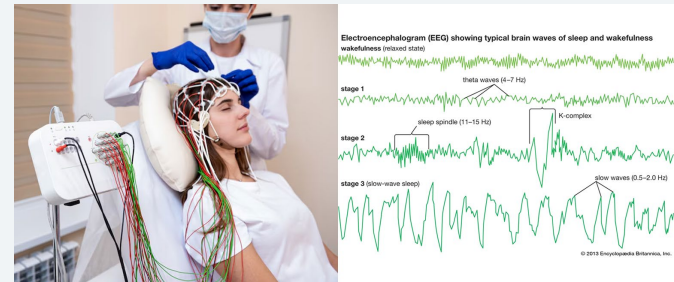 Electroencephalogram (EEG) showing typical brain waves of sleep and wakefulness
wakefulness (relaxed state)
theta waves (4–7 Hz)
stage 1
K-complex
sleep spindle (11–15 Hz)
stage 2
slow waves (0.5–2.0 Hz)
stage 3 (slow-wave sleep)
© 2013 Encyclopædia Britannica, Inc.